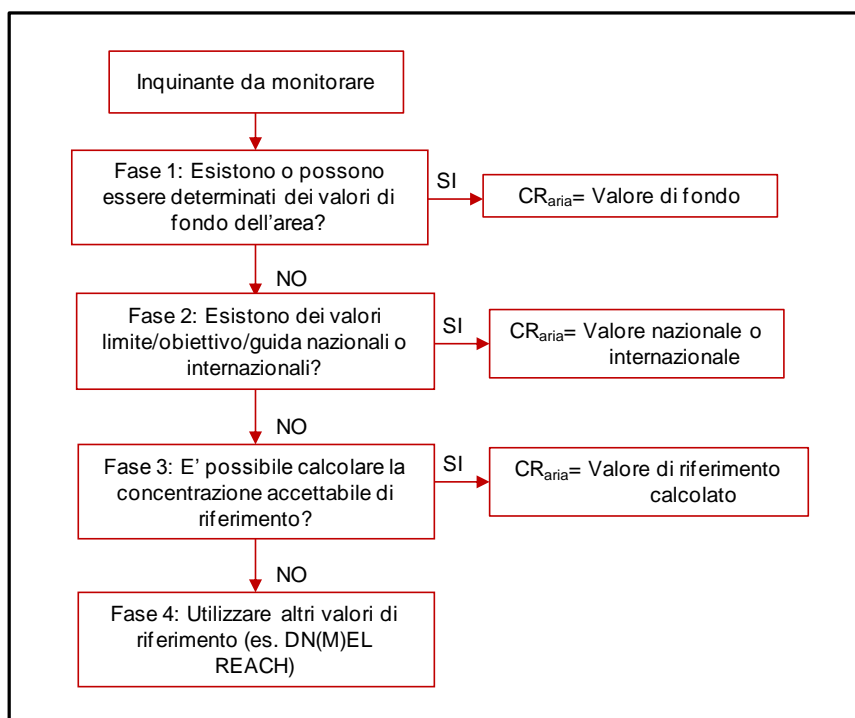 Inquinante da monitorare
Fase 1: Esistono o possono
essere determinati dei valori di
fondo dell'area?
SI
CRaria= Valore di fondo
NO
Fase 2: Esistono dei valori
limite/obiettivo/guida nazionali o
internazionali?
SI
CRaria= Valore nazionale o
internazionale
NO
Fase 3: E' possibile calcolare la
concentrazione accettabile di
riferimento?
SI
CRaria= Valore di riferimento
calcolato
NO
Fase 4: Utilizzare altri valori di
riferimento (es. DN(M)EL
REACH)